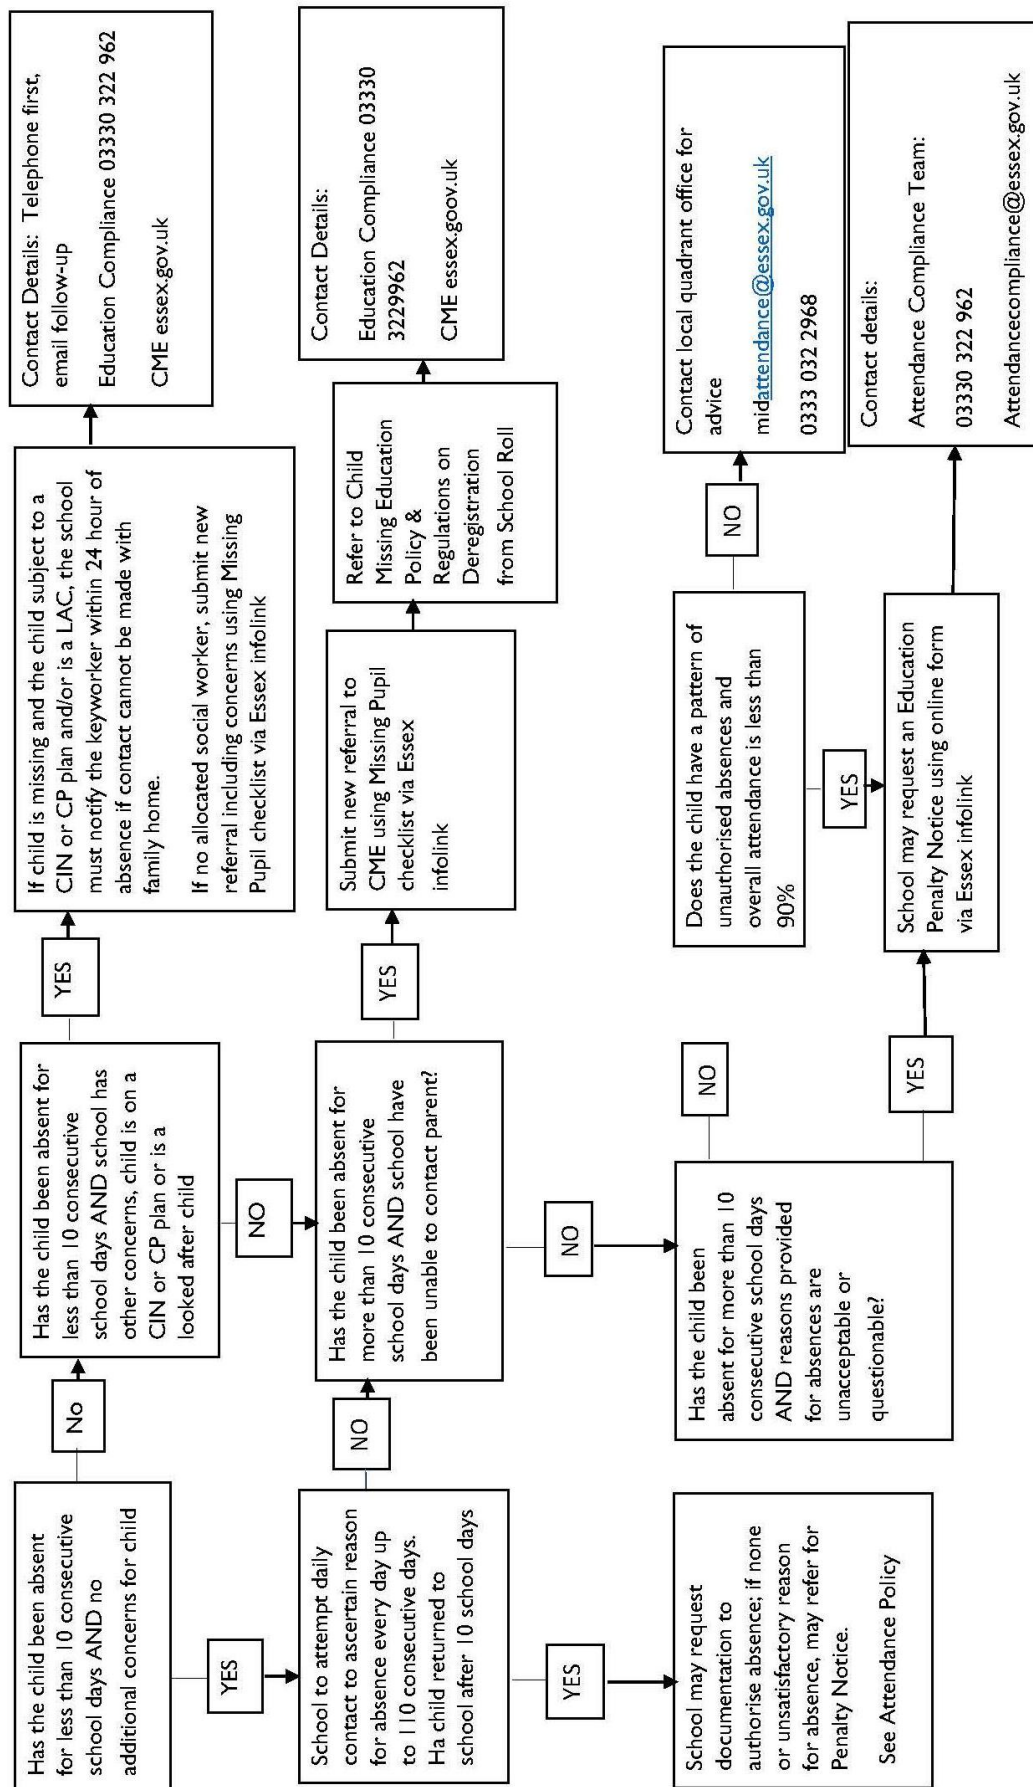 Has the child been absent
for less than 10 consecutive
school days AND no
additional concerns for child
No
Has the child been absent for
less than 10 consecutive
school days AND school has
other concerns, child is on a
CIN or CP plan or is a
looked after child
YES
If child is missing and the child subject to a
CIN or CP plan and/or is a LAC, the school
must notify the keyworker within 24 hour of
absence if contact cannot be made with
family home.
If no allocated social worker, submit new
referral including concerns using Missing
Pupil checklist via Essex infolink
Contact Details: Telephone first,
email follow-up
Education Compliance 03330 322 962
CME essex.gov.uk
YES
NO
School to attempt daily
contact to ascertain reason
for absence every day up
to 110 consecutive days.
Ha child returned to
school after 10 school days
NO
Has the child been absent for
more than 10 consecutive
school days AND school have
been unable to contact parent?
YES
Submit new referral to
CME using Missing Pupil
checklist via Essex
infolink
Refer to Child
Missing Education
Policy &
Regulations on
Deregistration
from School Roll
Contact Details:
Education Compliance 03330
3229962
CME essex.goov.uk
YES
NO
School may request
documentation to
authorise absence; if none
or unsatisfactory reason
for absence, may refer for
Penalty Notice.
See Attendance Policy
Has the child been
absent for more than 10
consecutive school days
AND reasons provided
for absences are
unacceptable or
questionable?
NO
Does the child have a pattern of
unauthorised absences and
overall attendance is less than
90%
NO
Contact local quadrant office for
advice
midattendance@essex.gov.uk
0333 032 2968
YES
YES
School may request an Education
Penalty Notice using online form
via Essex infolink
Contact details:
Attendance Compliance Team:
03330 322 962
Attendancecompliance@essex.gov.uk